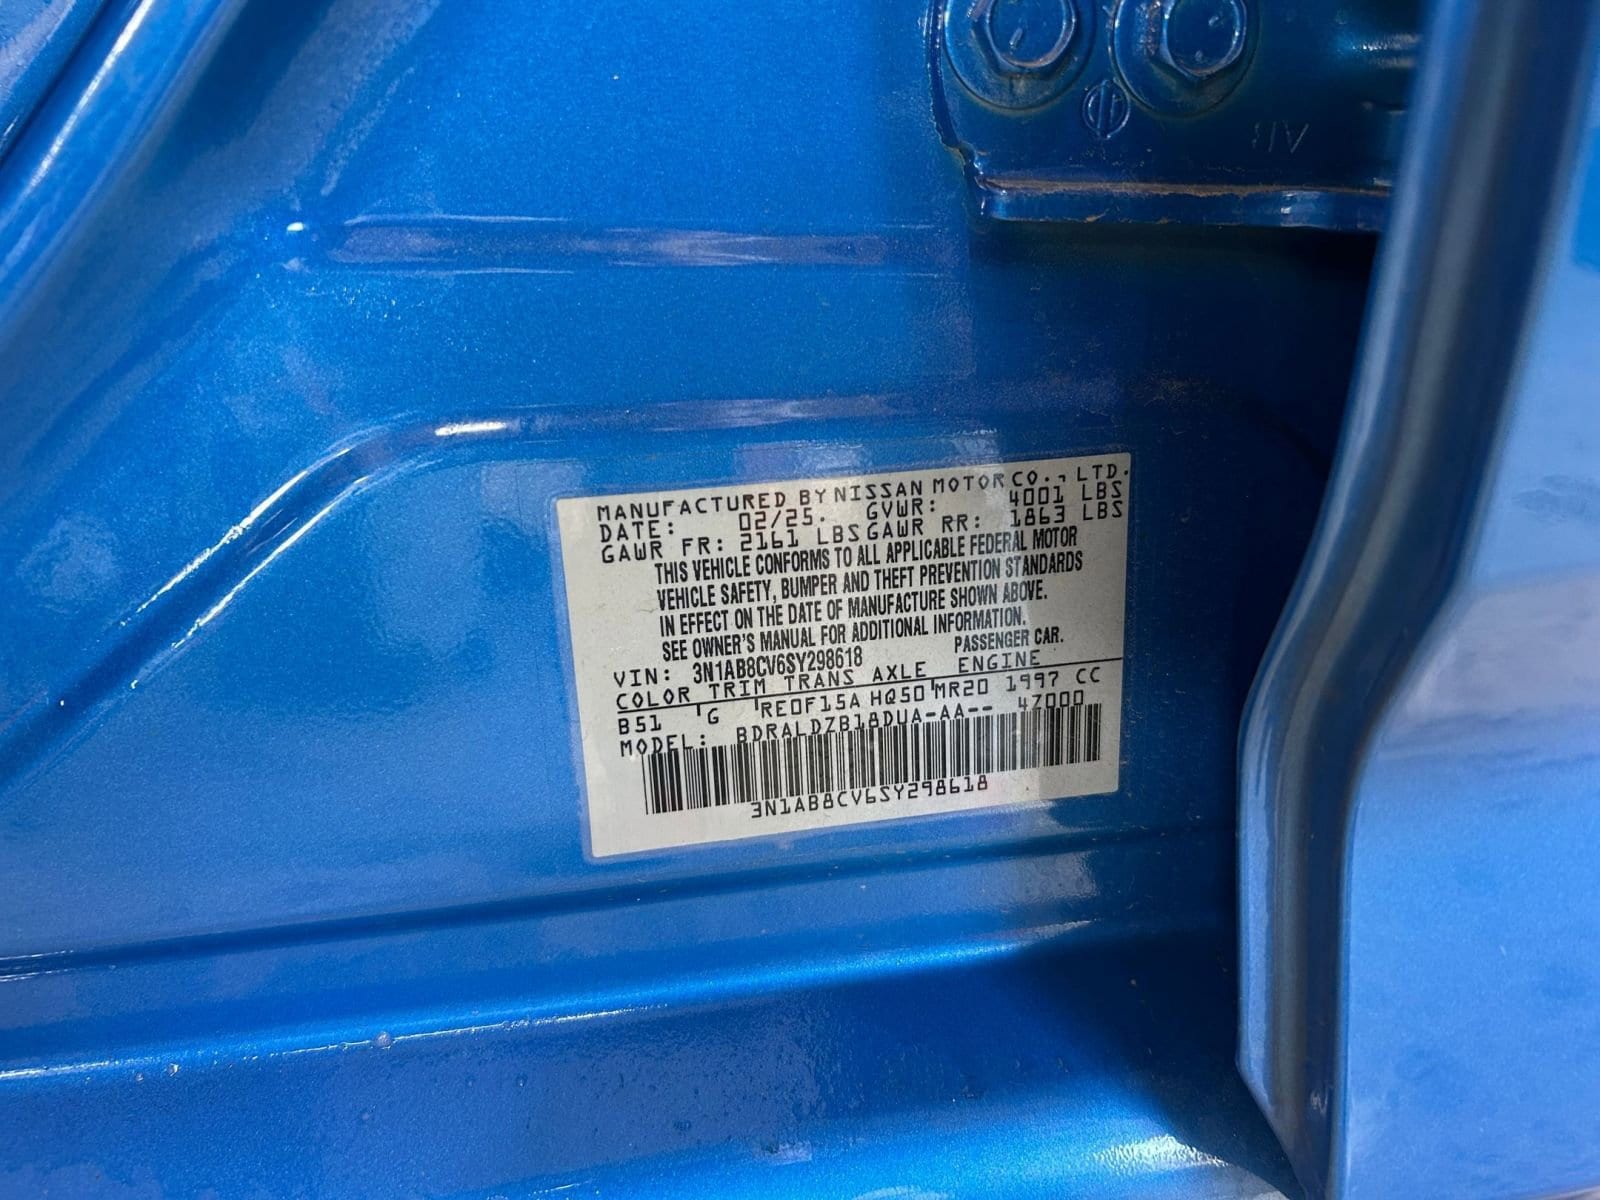 MANUFACTURED BY NISSAN MOTOR CO., LTD.
DATE: 02/25. GVWR: 4001 LBS
GAWR FR: 2161 LBS GAWR RR: 1863 LBS
THIS VEHICLE CONFORMS TO ALL APPLICABLE FEDERAL MOTOR
VEHICLE SAFETY, BUMPER AND THEFT PREVENTION STANDARDS
IN EFFECT ON THE DATE OF MANUFACTURE SHOWN ABOVE.
SEE OWNER'S MANUAL FOR ADDITIONAL INFORMATION.
VIN: 3N1AB8CV6SY298618 PASSENGER CAR.
COLOR TRIM TRANS AXLE ENGINE
B51 G RE0F15A HQ50 MR20 1997 CC
MODEL: BDRALDZB18DUA-AA-- 47000
3N1AB8CV6SY298618